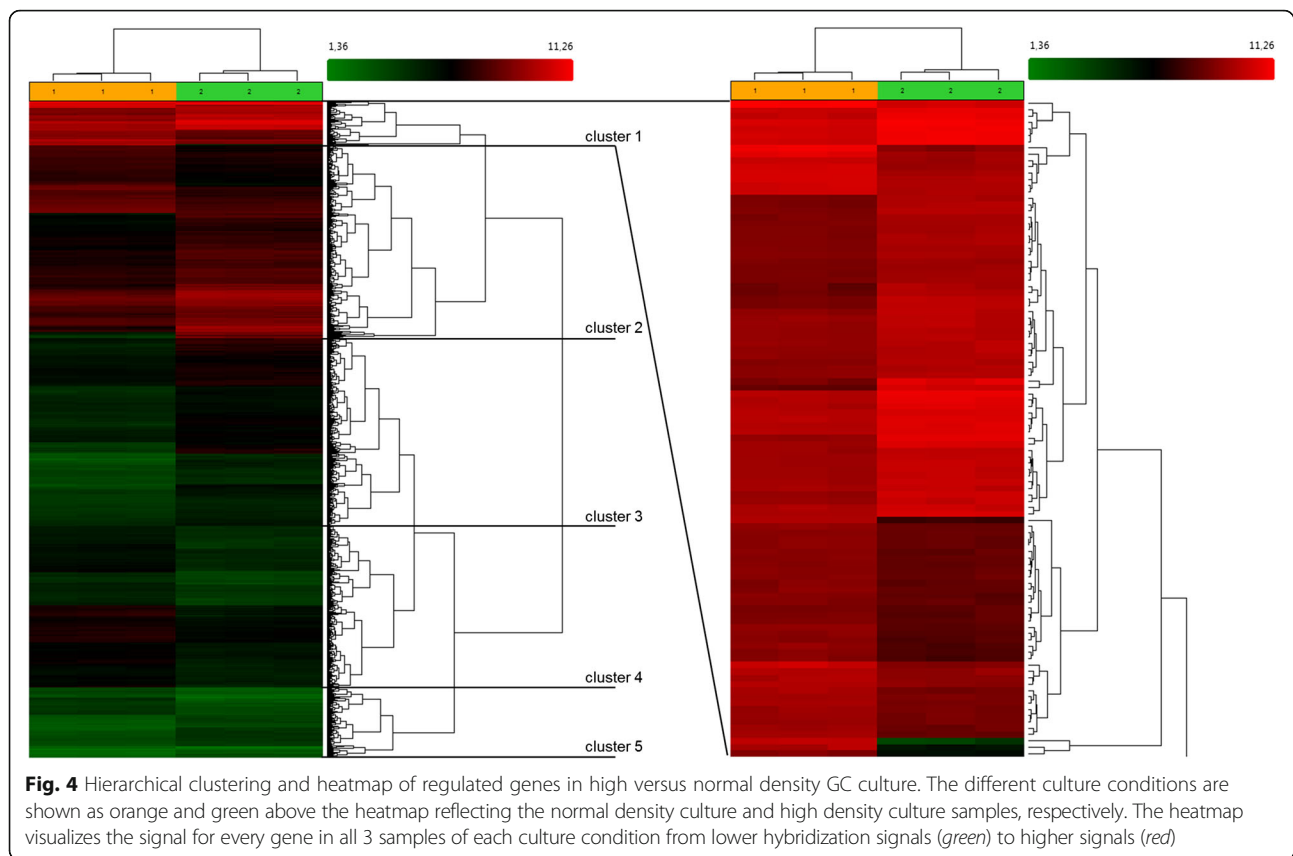 1,36 11,26
1 1 1 2 2 2
cluster 1
cluster 2
cluster 3
cluster 4
cluster 5
1,36 11,26
1 1 1 2 2 2
Fig. 4 Hierarchical clustering and heatmap of regulated genes in high versus normal density GC culture. The different culture conditions are
shown as orange and green above the heatmap reflecting the normal density culture and high density culture samples, respectively. The heatmap
visualizes the signal for every gene in all 3 samples of each culture condition from lower hybridization signals (green) to higher signals (red)